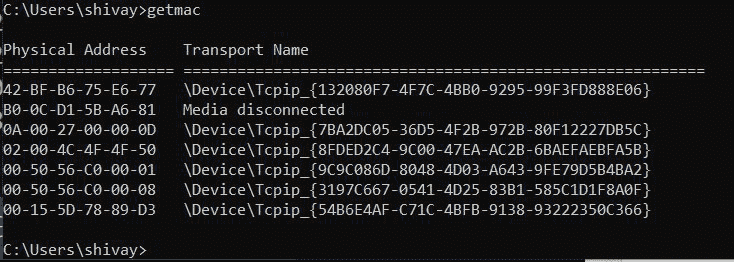 C:\Users\shivay>getmac
Physical Address    Transport Name
=================== ==========================================================
42-BF-B6-75-E6-77   \Device\Tcpip_{132080F7-4F7C-4BB0-9295-99F3FD888E06}
B0-0C-D1-5B-A6-81   Media disconnected
0A-00-27-00-00-0D   \Device\Tcpip_{7BA2DC05-36D5-4F2B-972B-80F12227DB5C}
02-00-4C-4F-4F-50   \Device\Tcpip_{8FDED2C4-9C00-47EA-AC2B-6BAEFAEBFA5B}
00-50-56-C0-00-01   \Device\Tcpip_{9C9C086D-8048-4D03-A643-9FE79D5B4BA2}
00-50-56-C0-00-08   \Device\Tcpip_{3197C667-0541-4D25-83B1-585C1D1F8A0F}
00-15-5D-78-89-D3   \Device\Tcpip_{54B6E4AF-C71C-4BFB-9138-93222350C366}
C:\Users\shivay>